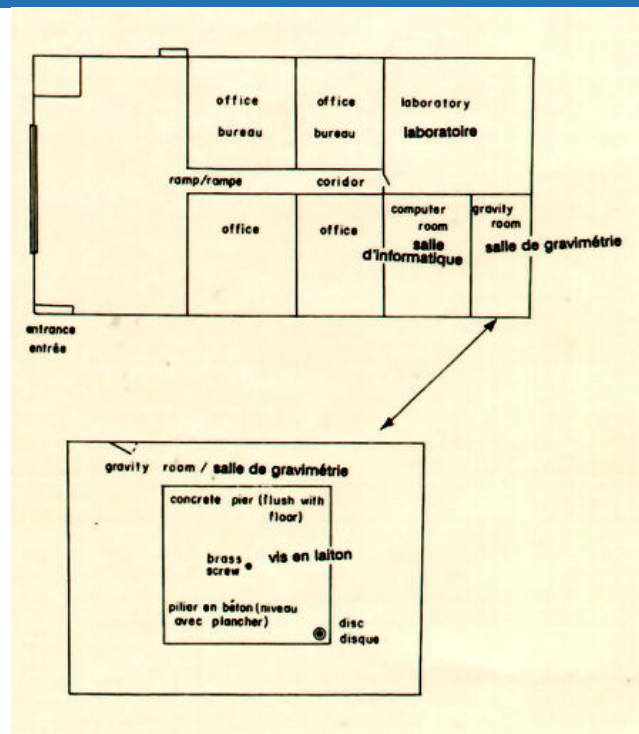 office
bureau
office
bureau
laboratory
laboratoire
ramp/rampe
coridor
office
office
computer
room
salle
d'informatique
gravity
room
salle de gravimétrie
entrance
entrée
gravity room / salle de gravimétrie
concrete pier (flush with
floor)
brass
screw
vis en laiton
pilier en béton (niveau
avec plancher)
disc
disque